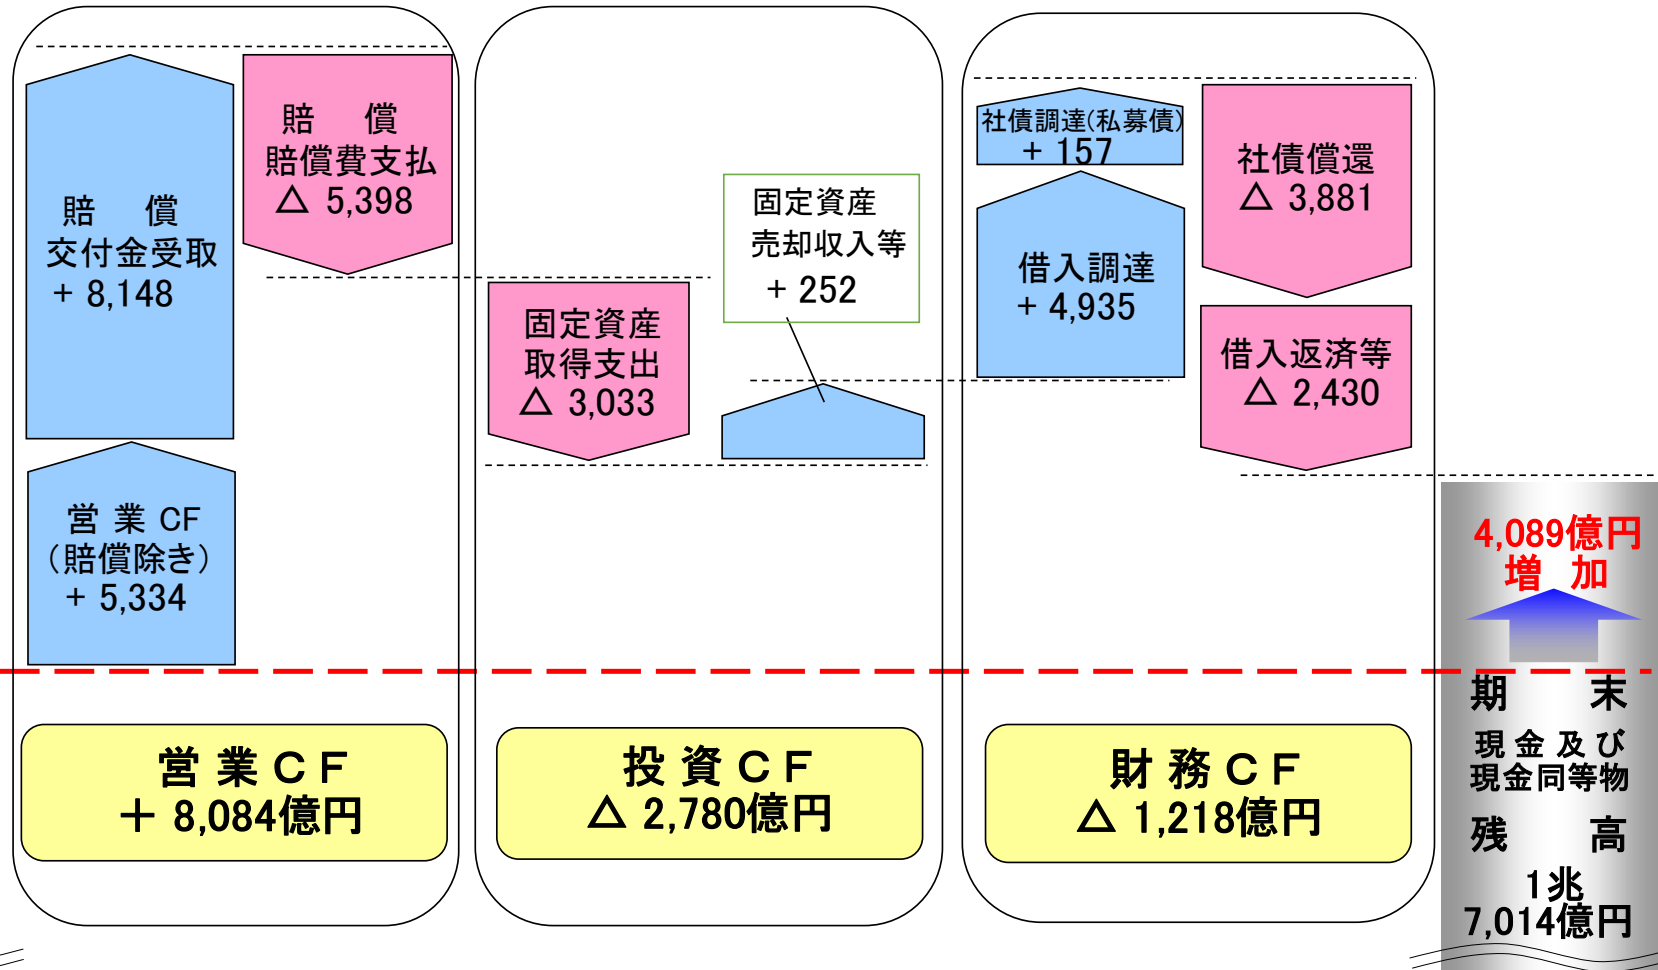 賠 償
交付金受取
+ 8,148
営 業 CF
(賠償除き)
+ 5,334
賠 償
賠償費支払
△ 5,398
営 業 C F
+ 8,084億円
固定資産
取得支出
△ 3,033
固定資産
売却収入等
+ 252
投 資 C F
△ 2,780億円
社債調達(私募債)
+ 157
借入調達
+ 4,935
社債償還
△ 3,881
借入返済等
△ 2,430
財 務 C F
△ 1,218億円
4,089億円
増 加
期 末
現 金 及 び
現金同等物
残 高
1兆
7,014億円